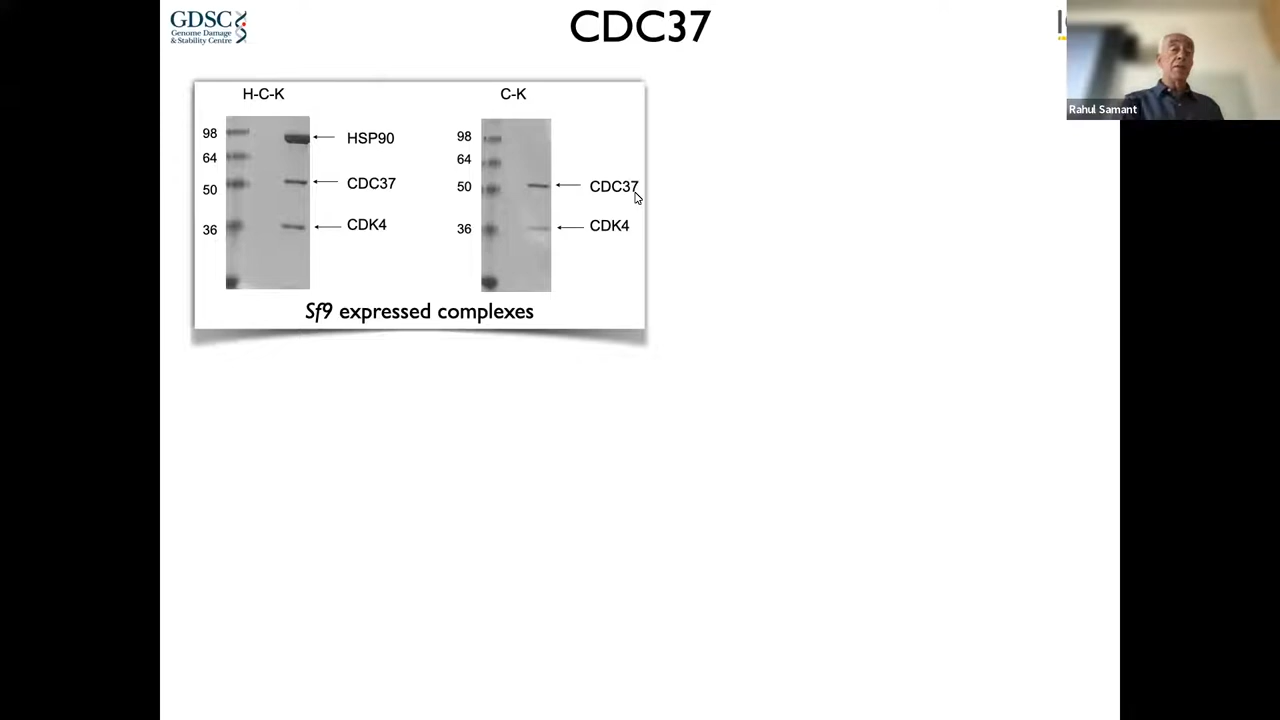 GDSC
Genome Damage
& Stability Centre
CDC37
Rahul Samant
H-C-K
98
64
50
36
HSP90
CDC37
CDK4
C-K
98
64
50
36
CDC37
CDK4
Sf9 expressed complexes